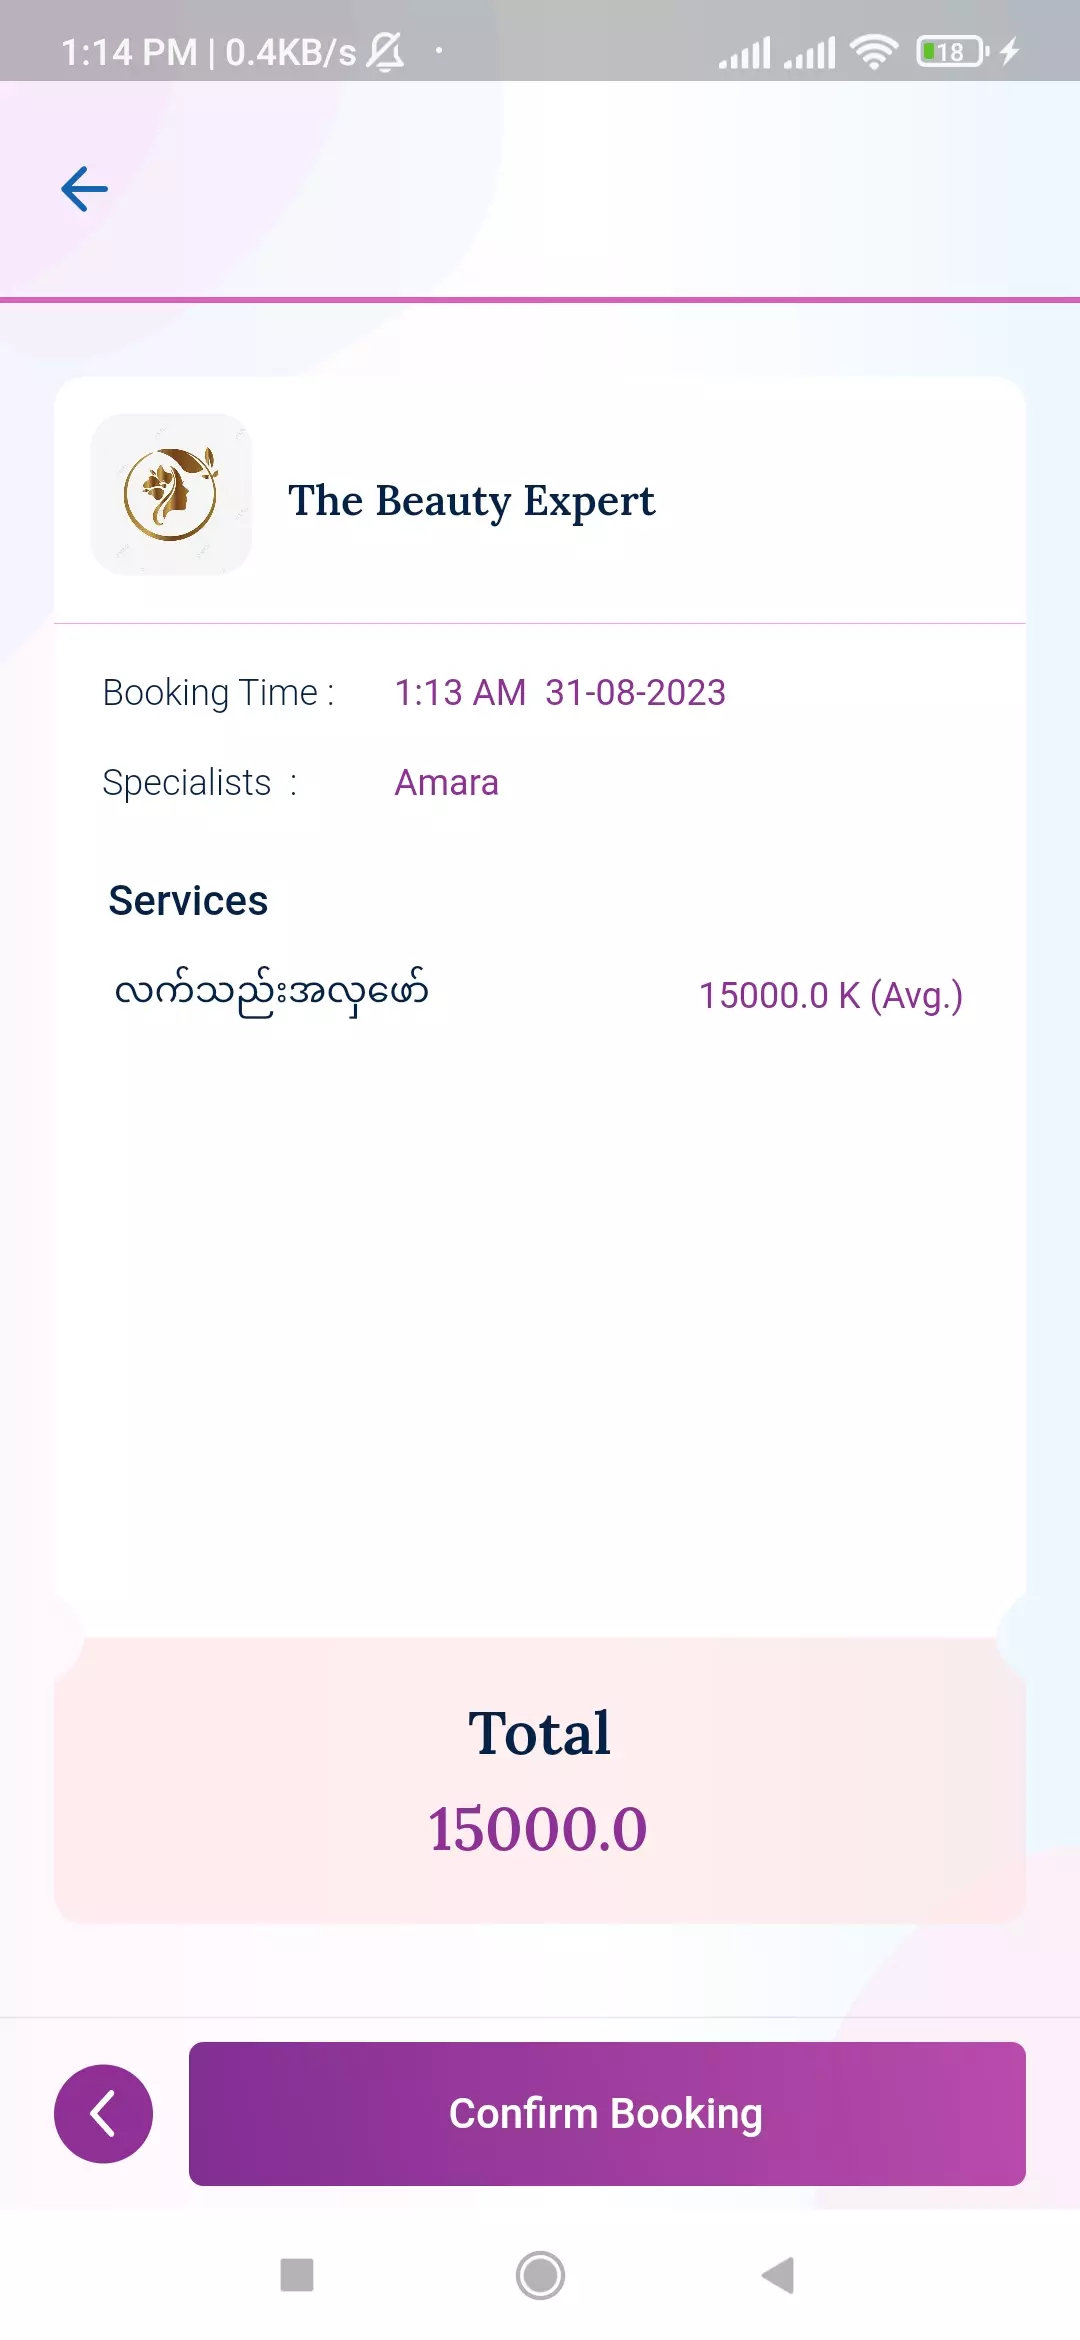 1:14 PM | 0.4KB/s
18
The Beauty Expert
Booking Time : 1:13 AM 31-08-2023
Specialists : Amara
Services
လက်သည်းအလှဖော် 15000.0 K (Avg.)
Total
15000.0
Confirm Booking